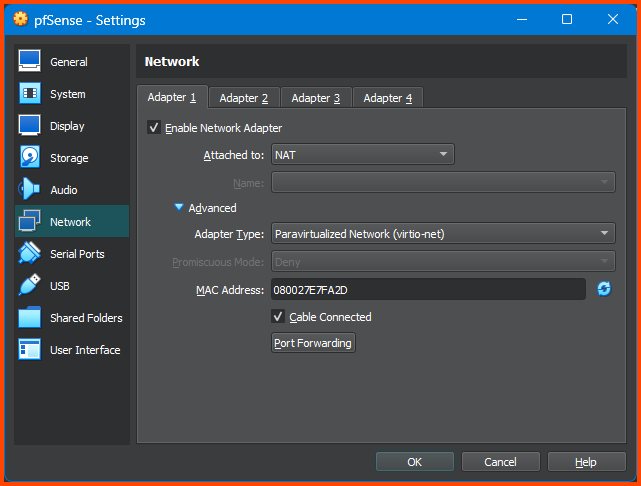 pfSense - Settings
General
System
Display
Storage
Audio
Network
Serial Ports
USB
Shared Folders
User Interface
Network
Adapter 1 Adapter 2 Adapter 3 Adapter 4
Enable Network Adapter
Attached to: NAT
Name:
Advanced
Adapter Type: Paravirtualized Network (virtio-net)
Promiscuous Mode: Deny
MAC Address: 080027E7FA2D
Cable Connected
Port Forwarding
OK Cancel Help